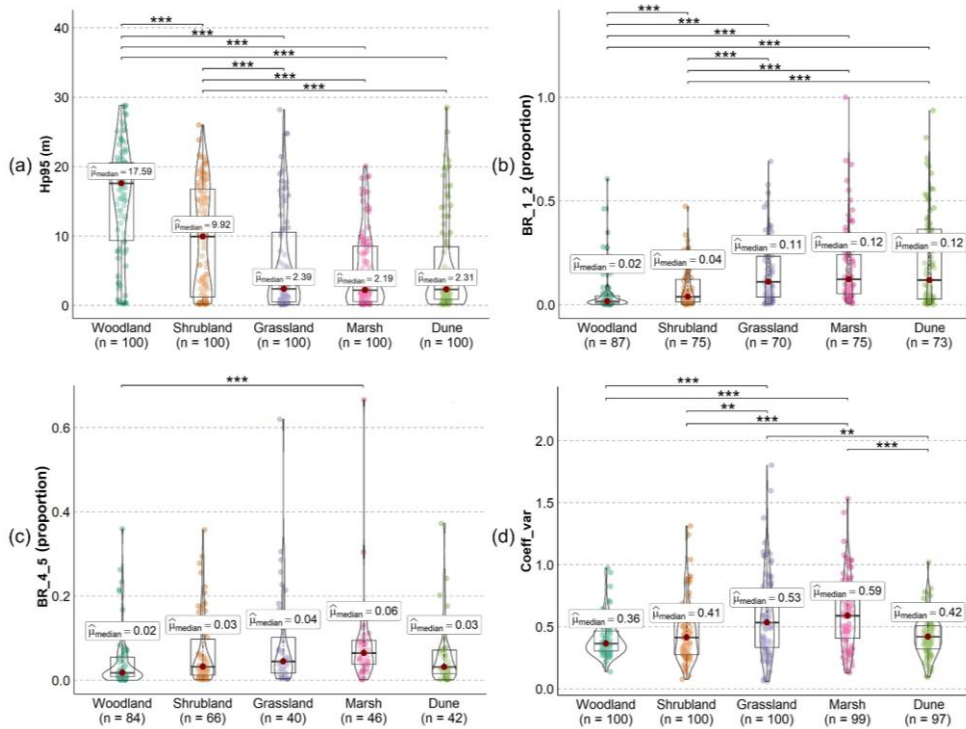 (a)
Hp95 (m)
40
30
20
10
0
***
***
***
***
***
***
***
μ̂median = 17.59
μ̂median = 9.92
μ̂median = 2.39
μ̂median = 2.19
μ̂median = 2.31
Woodland Shrubland Grassland Marsh Dune
(n = 100) (n = 100) (n = 100) (n = 100) (n = 100)
(b)
BR_1_2 (proportion)
1.0
0.5
0.0
***
***
***
***
***
***
***
μ̂median = 0.02
μ̂median = 0.04
μ̂median = 0.11
μ̂median = 0.12
μ̂median = 0.12
Woodland Shrubland Grassland Marsh Dune
(n = 87) (n = 75) (n = 70) (n = 75) (n = 73)
(c)
BR_4_5 (proportion)
0.6
0.4
0.2
0.0
***
μ̂median = 0.02
μ̂median = 0.03
μ̂median = 0.04
μ̂median = 0.06
μ̂median = 0.03
Woodland Shrubland Grassland Marsh Dune
(n = 84) (n = 66) (n = 40) (n = 46) (n = 42)
(d)
Coeff_var
2.0
1.5
1.0
0.5
0.0
***
***
**
***
**
***
μ̂median = 0.36
μ̂median = 0.41
μ̂median = 0.53
μ̂median = 0.59
μ̂median = 0.42
Woodland Shrubland Grassland Marsh Dune
(n = 100) (n = 100) (n = 100) (n = 99) (n = 97)